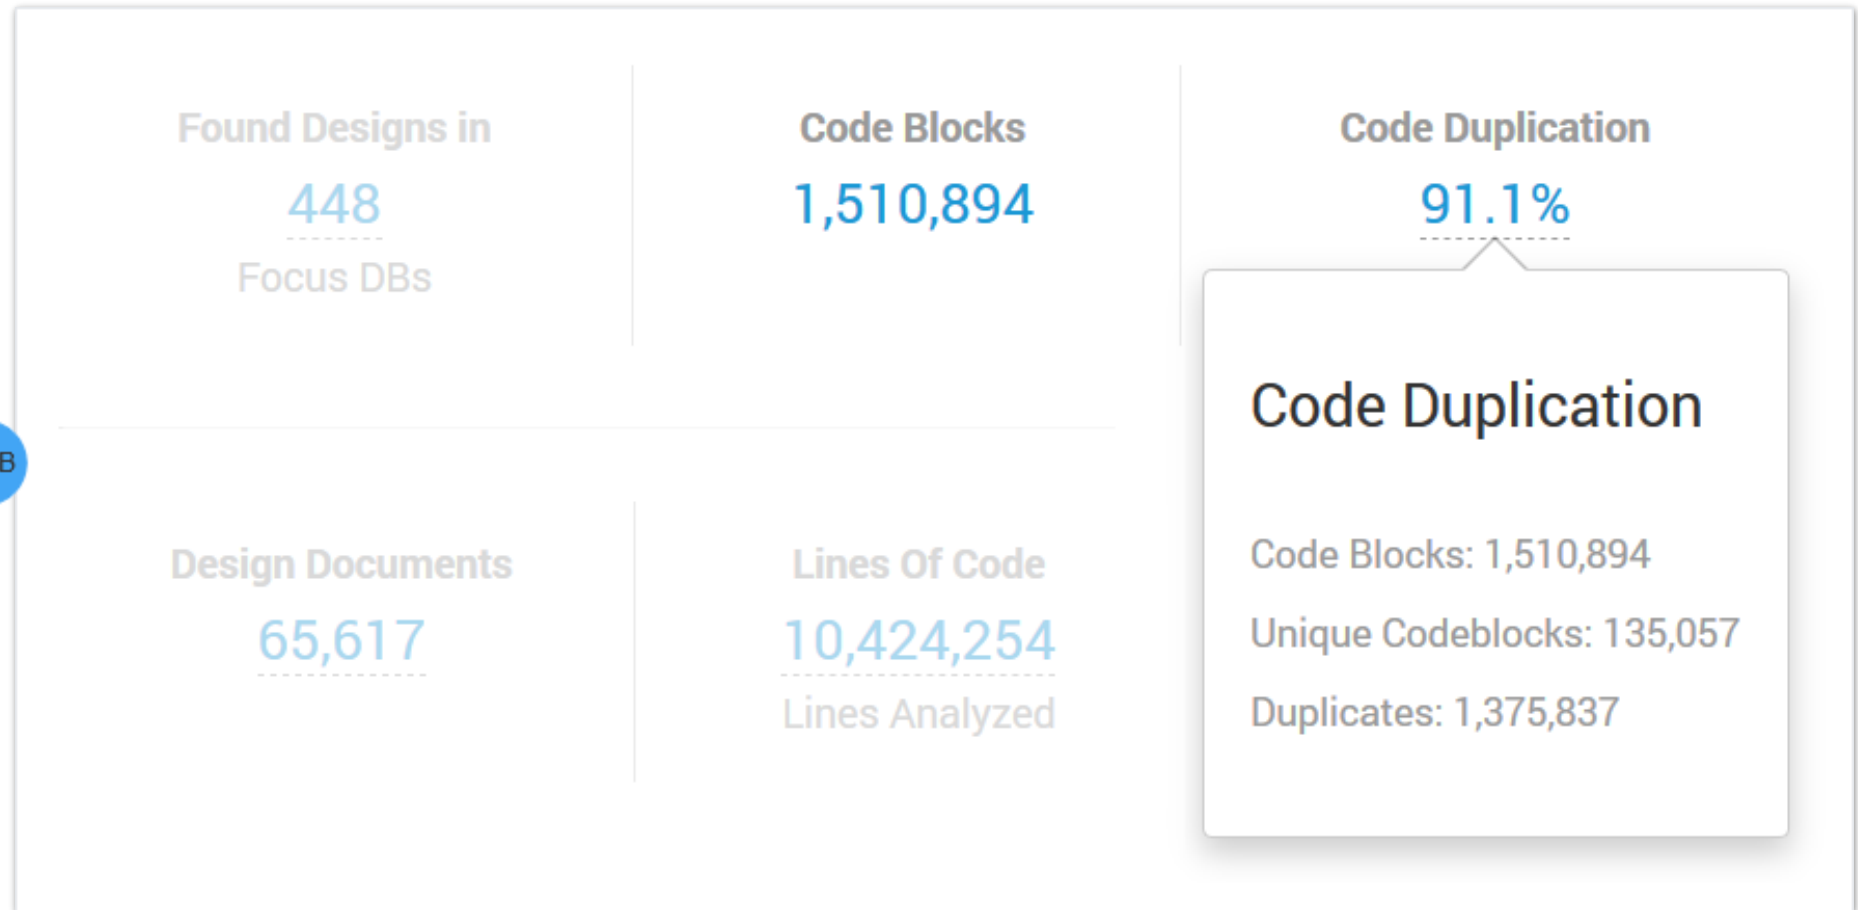 Found Designs in
448
Focus DBs
Code Blocks
1,510,894
Code Duplication
91.1%
Code Duplication
Code Blocks: 1,510,894
Unique Codeblocks: 135,057
Duplicates: 1,375,837
B
Design Documents
65,617
Lines Of Code
10,424,254
Lines Analyzed